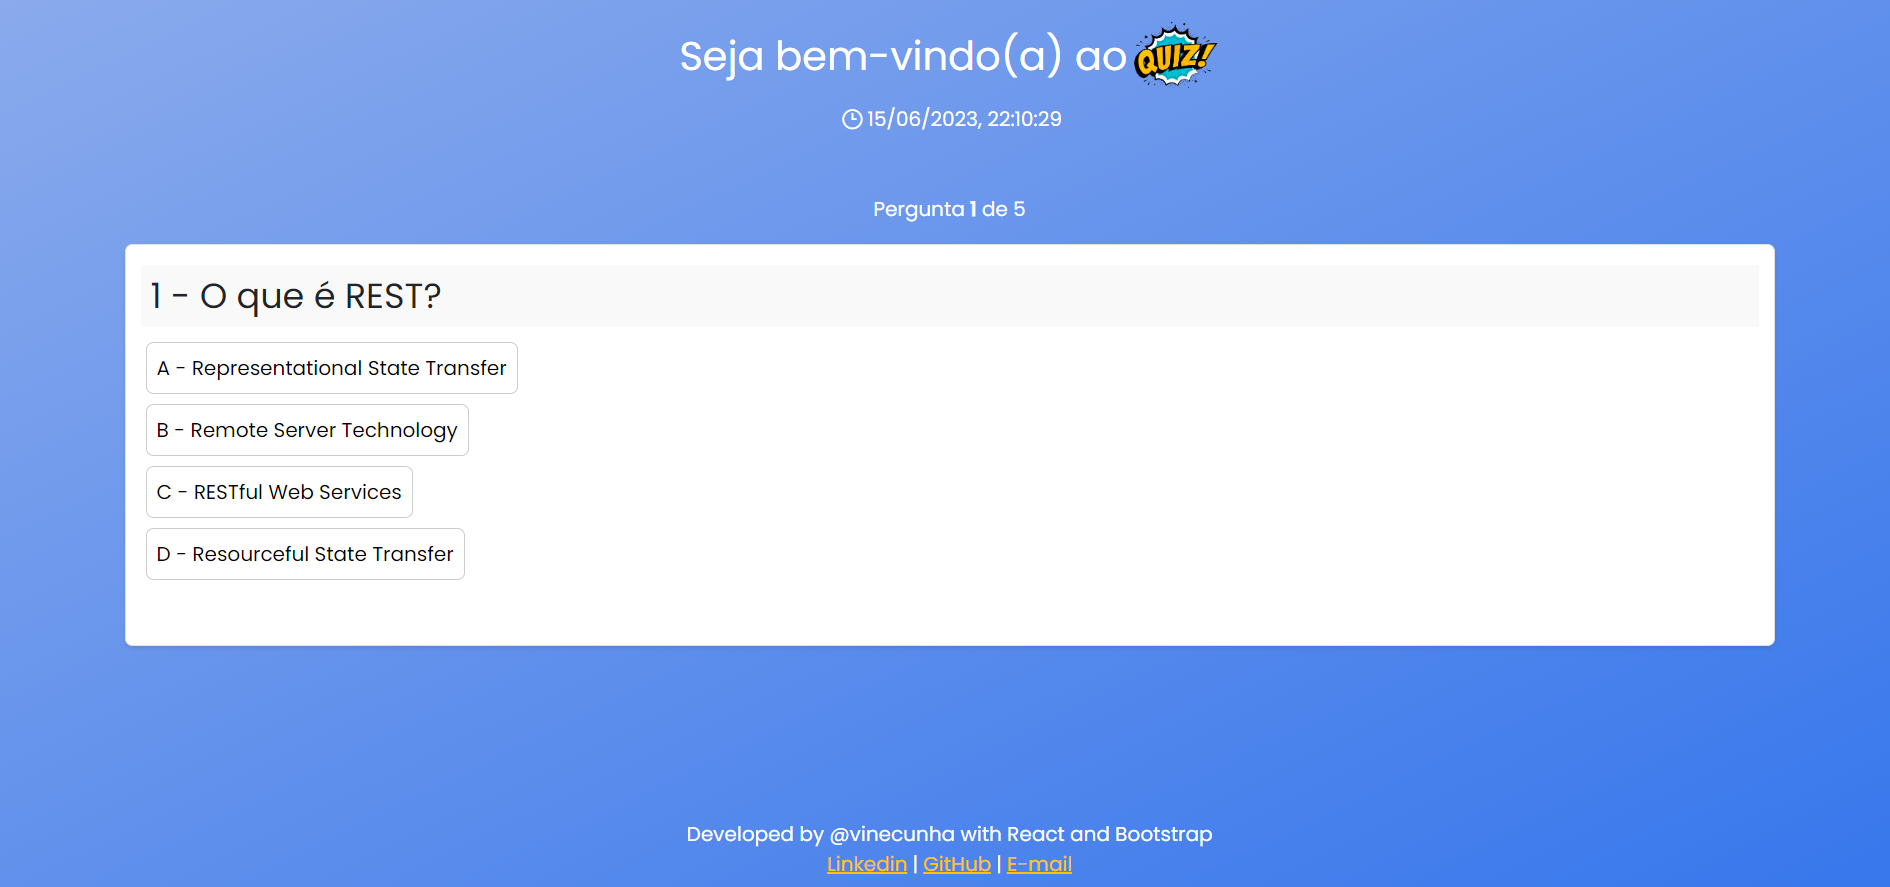 Seja bem-vindo(a) ao QUIZ!
15/06/2023, 22:10:29
Pergunta 1 de 5
1 - O que é REST?
A - Representational State Transfer
B - Remote Server Technology
C - RESTful Web Services
D - Resourceful State Transfer
Developed by @vinecunha with React and Bootstrap
Linkedin | GitHub | E-mail